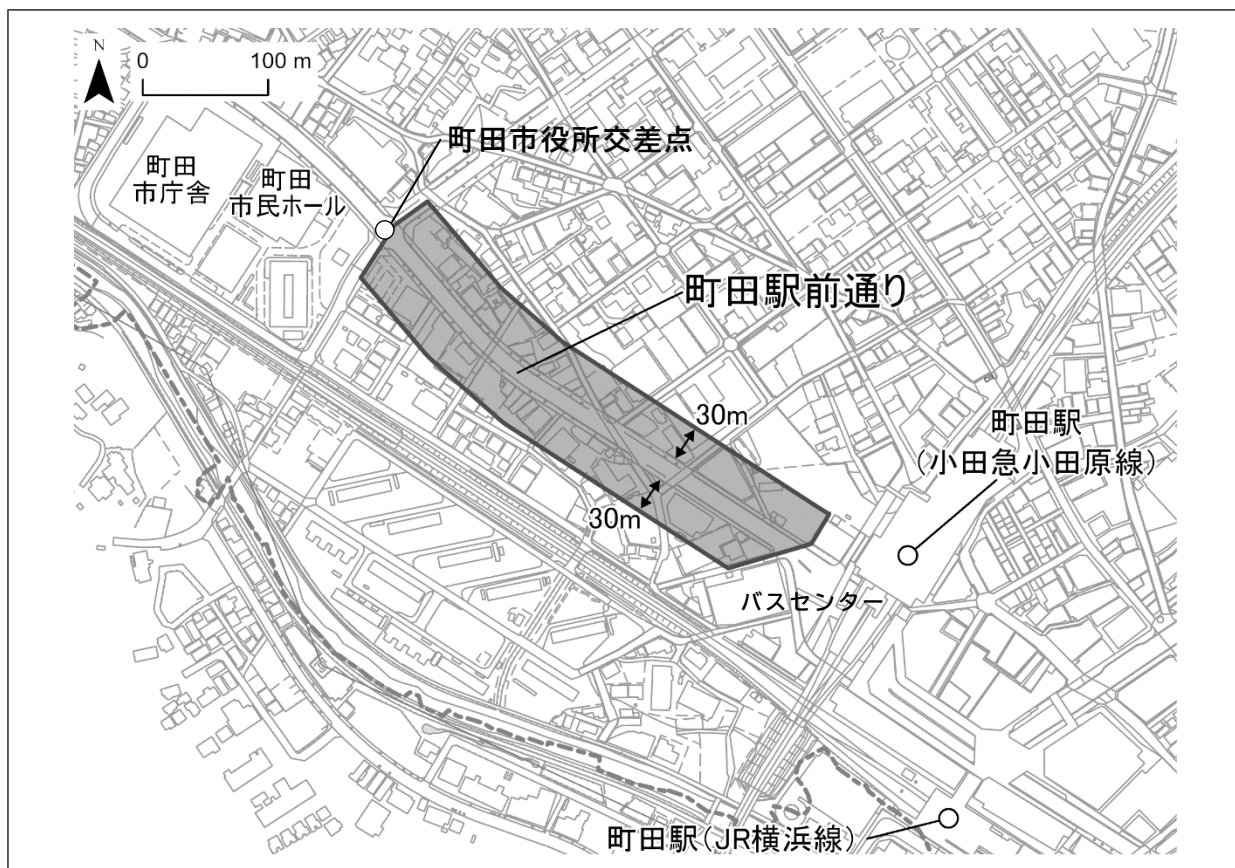 N
0 100 m
町田市役所交差点
町田
市庁舎
町田
市民ホール
町田駅前通り
30m
30m
町田駅
(小田急小田原線)
バスセンター
町田駅(JR横浜線)